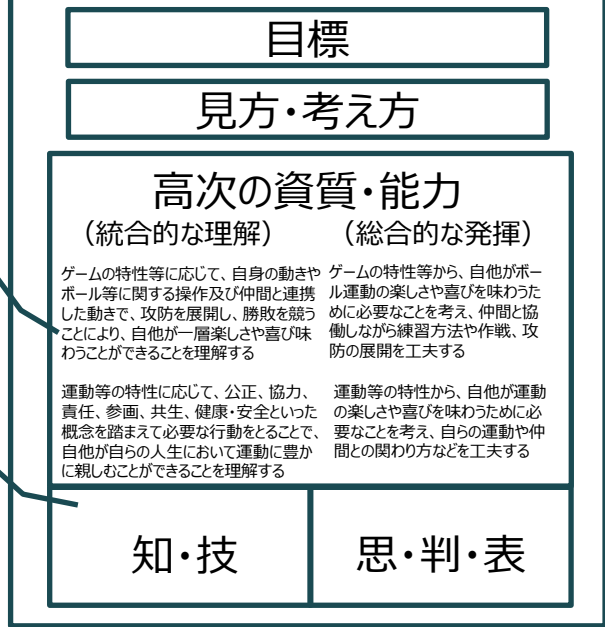 目標
見方・考え方
高次の資質・能力
（統合的な理解）
（総合的な発揮）
ゲームの特性等に応じて、自身の動きや
ボール等に関する操作及び仲間と連携
した動きで、攻防を展開し、勝敗を競う
ことにより、自他が一層楽しさや喜び味
わうことができることを理解する
ゲームの特性等から、自他がボー
ル運動の楽しさや喜びを味わうた
めに必要なことを考え、仲間と協
働しながら練習方法や作戦、攻
防の展開を工夫する
運動等の特性に応じて、公正、協力、
責任、参画、共生、健康・安全といった
概念を踏まえて必要な行動をとることで、
自他が自らの人生において運動に豊か
に親しむことができることを理解する
運動等の特性から、自他が運動
の楽しさや喜びを味わうために必
要なことを考え、自らの運動や仲
間との関わり方などを工夫する
知・技
思・判・表